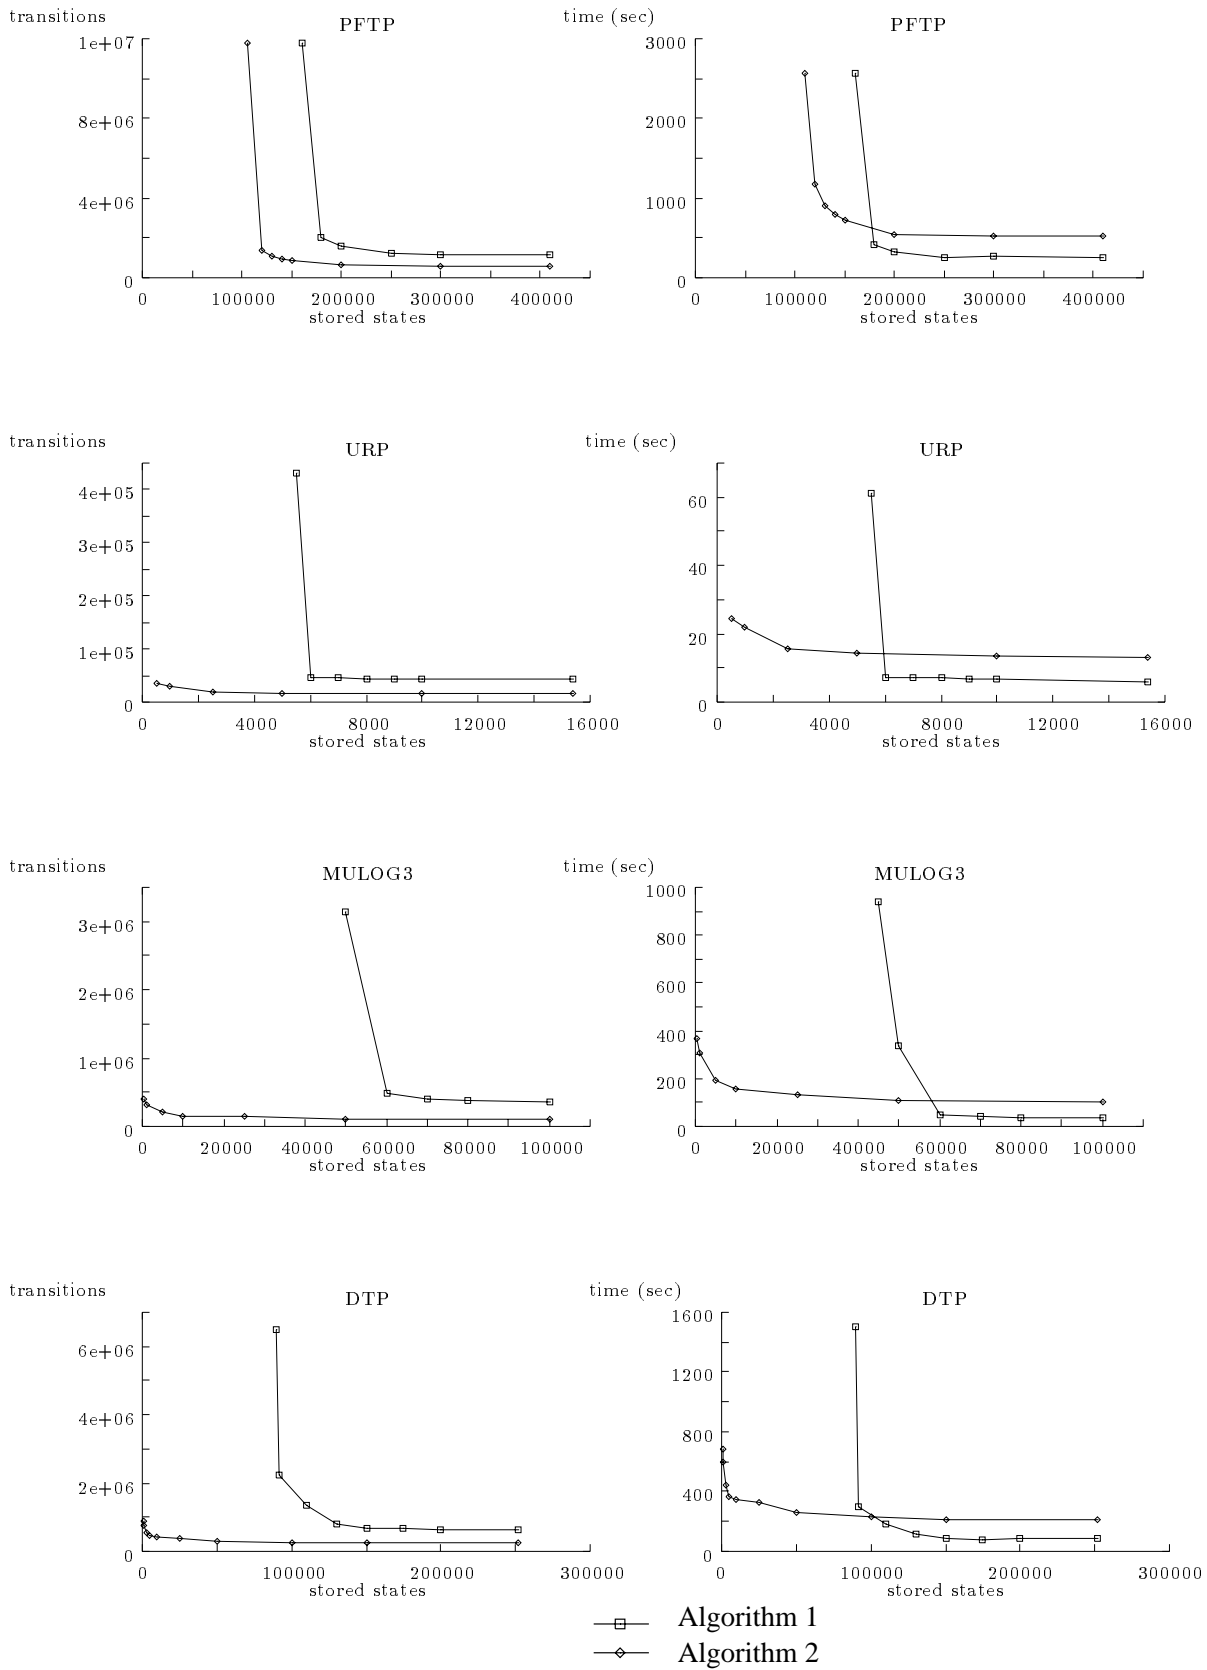 transitions
PFTP
1e+07
8e+06
4e+06
0
0 100000 200000 300000 400000
stored states
time (sec)
PFTP
3000
2000
1000
0
0 100000 200000 300000 400000
stored states
transitions
URP
4e+05
3e+05
2e+05
1e+05
0
0 4000 8000 12000 16000
stored states
time (sec)
URP
60
40
20
0
0 4000 8000 12000 16000
stored states
transitions
MULOG3
3e+06
2e+06
1e+06
0
0 20000 40000 60000 80000 100000
stored states
time (sec)
MULOG3
1000
800
600
400
200
0
0 20000 40000 60000 80000 100000
stored states
transitions
DTP
6e+06
4e+06
2e+06
0
0 100000 200000 300000
stored states
time (sec)
DTP
1600
1200
800
400
0
0 100000 200000 300000
stored states
Algorithm 1
Algorithm 2